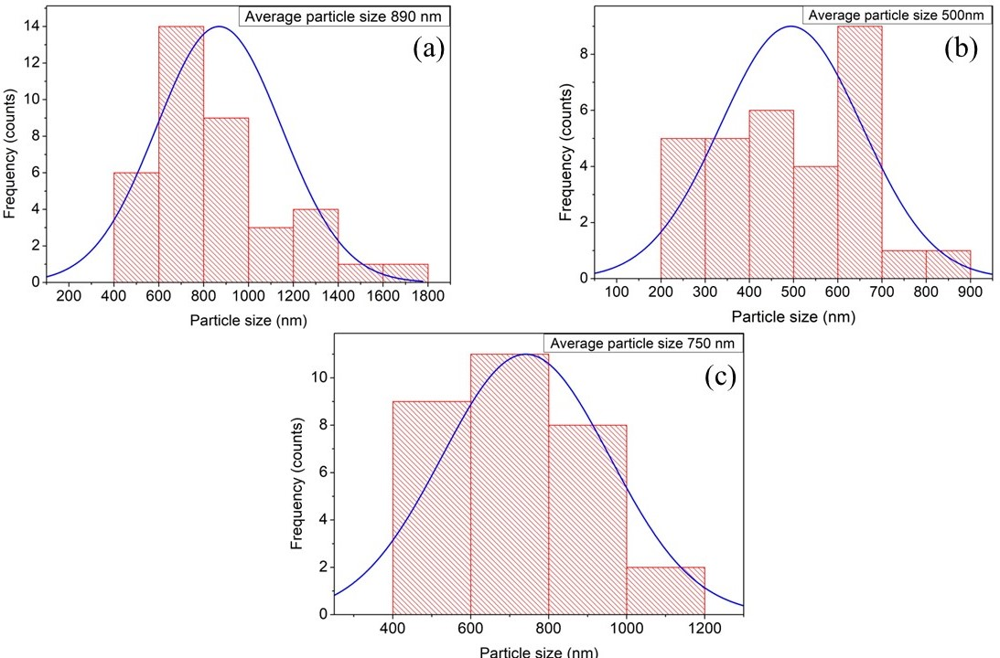 Average particle size 890 nm
(a)
14
12
10
8
6
4
2
0
Frequency (counts)
200 400 600 800 1000 1200 1400 1600 1800
Particle size (nm)
Average particle size 500nm
(b)
8
6
4
2
0
Frequency (counts)
100 200 300 400 500 600 700 800 900
Particle size (nm)
Average particle size 750 nm
(c)
10
8
6
4
2
0
Frequency (counts)
400 600 800 1000 1200
Particle size (nm)